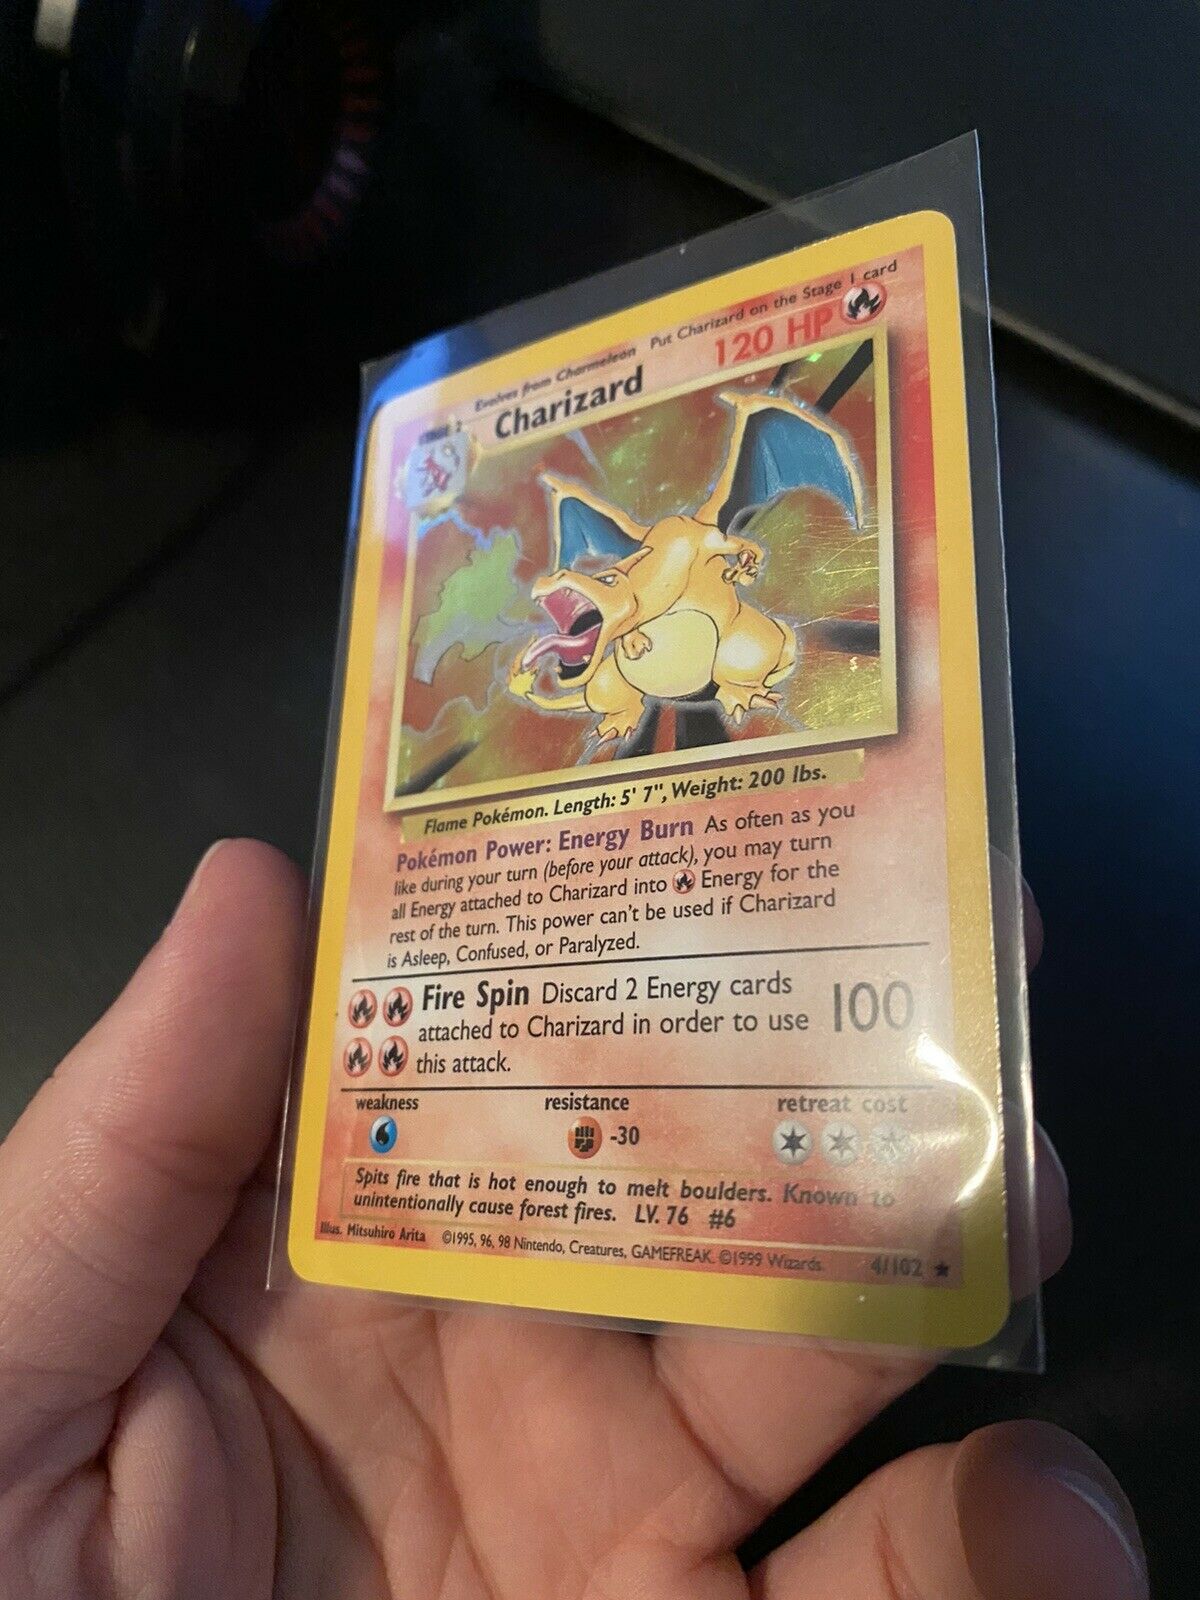 Evolves from Charmeleon Put Charizard on the Stage 1 card
STAGE 2 Charizard 120 HP
Flame Pokémon. Length: 5' 7", Weight: 200 lbs.
Pokémon Power: Energy Burn As often as you
like during your turn (before your attack), you may turn
all Energy attached to Charizard into Energy for the
rest of the turn. This power can't be used if Charizard
is Asleep, Confused, or Paralyzed.
Fire Spin Discard 2 Energy cards
attached to Charizard in order to use 100
this attack.
weakness resistance retreat cost
-30
Spits fire that is hot enough to melt boulders. Known to
unintentionally cause forest fires. LV. 76 #6
Illus. Mitsuhiro Arita ©1995, 96, 98 Nintendo, Creatures, GAMEFREAK. ©1999 Wizards. 4/102 ★